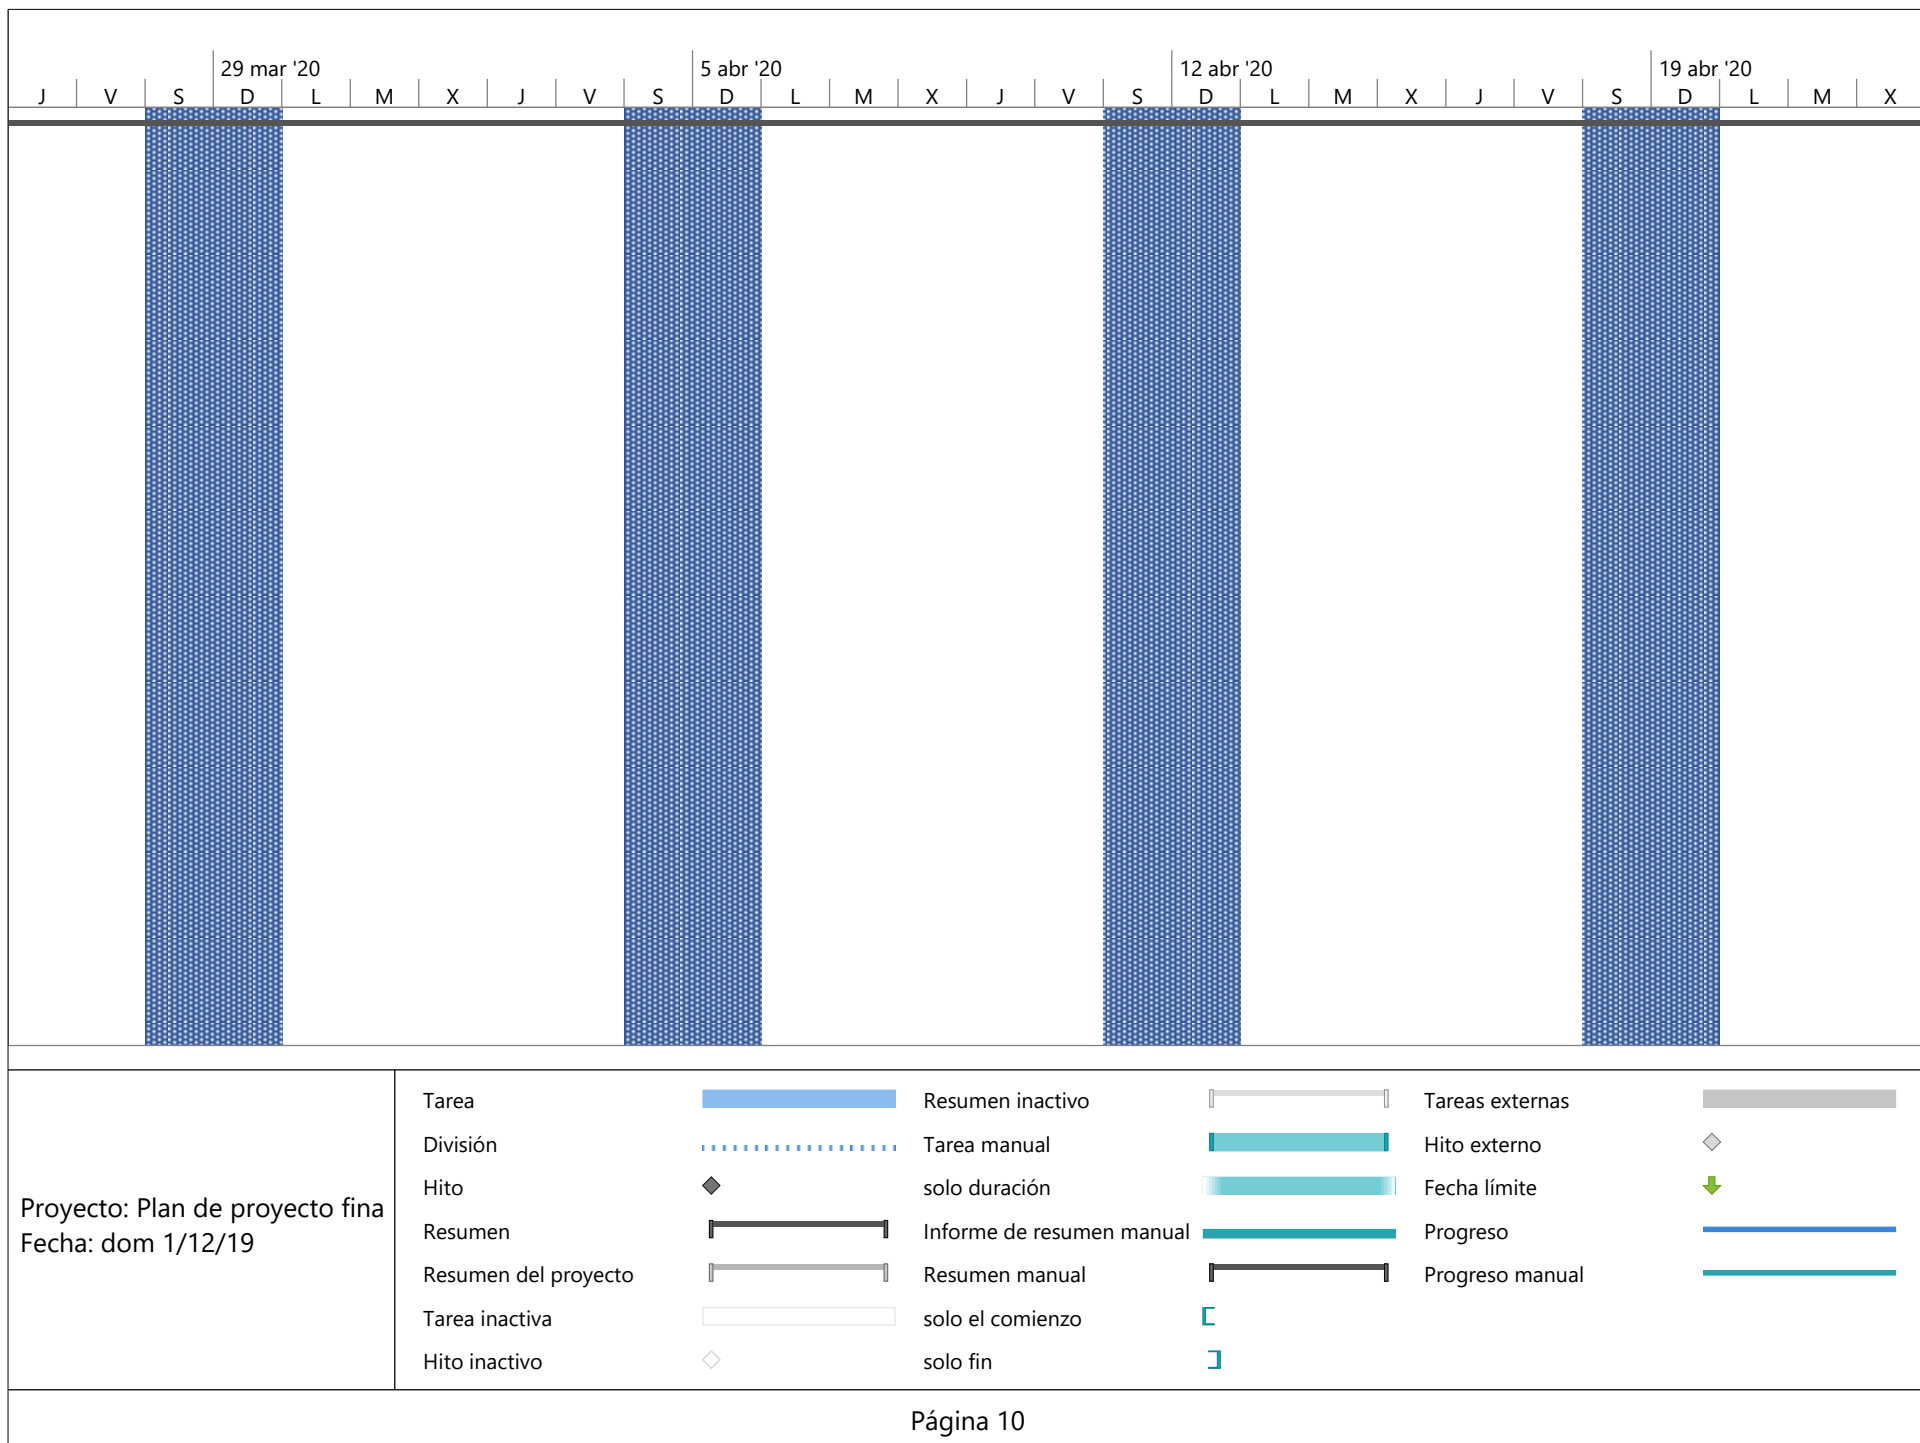 29 mar '20 5 abr '20 12 abr '20 19 abr '20
J V S D L M X J V S D L M X J V S D L M X J V S D L M X
Proyecto: Plan de proyecto fina
Fecha: dom 1/12/19
Tarea
División
Hito
Resumen
Resumen del proyecto
Tarea inactiva
Hito inactivo
Resumen inactivo
Tarea manual
solo duración
Informe de resumen manual
Resumen manual
solo el comienzo
solo fin
Tareas externas
Hito externo
Fecha límite
Progreso
Progreso manual
Página 10